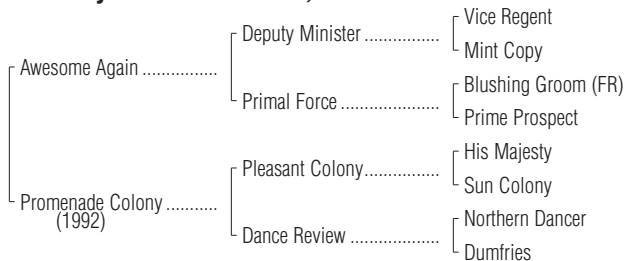 Vice Regent
Deputy Minister ................
Mint Copy
Awesome Again ................
Blushing Groom (FR)
Primal Force .....................
Prime Prospect
His Majesty
Pleasant Colony................
Sun Colony
Promenade Colony ...........
(1992)
Northern Dancer
Dance Review ...................
Dumfries